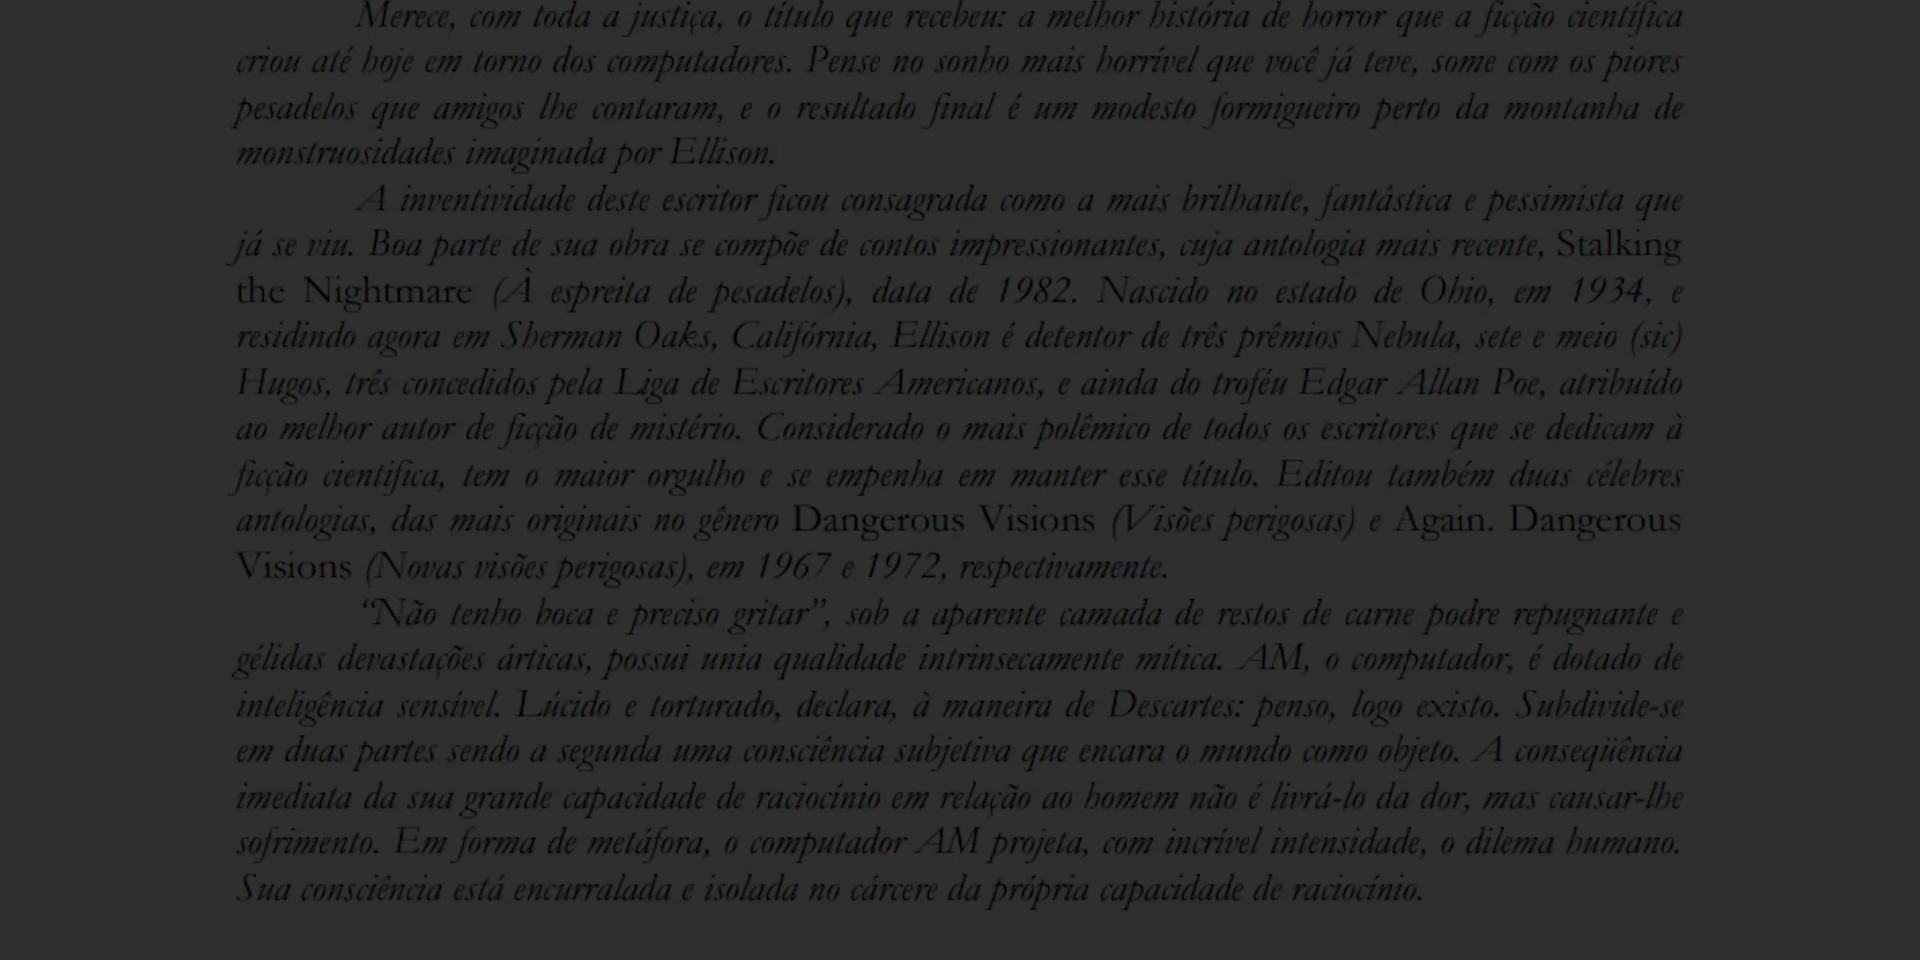 Merece, com toda a justiça, o título que recebeu: a melhor história de horror que a ficção científica
criou até hoje em torno dos computadores. Pense no sonho mais horrível que você já teve, some com os piores
pesadelos que amigos lhe contaram, e o resultado final é um modesto formigueiro perto da montanha de
monstruosidades imaginada por Ellison.
A inventividade deste escritor ficou consagrada como a mais brilhante, fantástica e pessimista que
já se viu. Boa parte de sua obra se compõe de contos impressionantes, cuja antologia mais recente, Stalking
the Nightmare (À espreita de pesadelos), data de 1982. Nascido no estado de Ohio, em 1934, e
residindo agora em Sherman Oaks, Califórnia, Ellison é detentor de três prêmios Nebula, sete e meio (sic)
Hugos, três concedidos pela Liga de Escritores Americanos, e ainda do troféu Edgar Allan Poe, atribuído
ao melhor autor de ficção de mistério. Considerado o mais polêmico de todos os escritores que se dedicam à
ficção cientifica, tem o maior orgulho e se empenha em manter esse título. Editou também duas célebres
antologias, das mais originais no gênero Dangerous Visions (Visões perigosas) e Again. Dangerous
Visions (Novas visões perigosas), em 1967 e 1972, respectivamente.
“Não tenho boca e preciso gritar”, sob a aparente camada de restos de carne podre repugnante e
gélidas devastações árticas, possui unia qualidade intrinsecamente mítica. AM, o computador, é dotado de
inteligência sensível. Lúcido e torturado, declara, à maneira de Descartes: penso, logo existo. Subdivide-se
em duas partes sendo a segunda uma consciência subjetiva que encara o mundo como objeto. A conseqüência
imediata da sua grande capacidade de raciocínio em relação ao homem não é livrá-lo da dor, mas causar-lhe
sofrimento. Em forma de metáfora, o computador AM projeta, com incrível intensidade, o dilema humano.
Sua consciência está encurralada e isolada no cárcere da própria capacidade de raciocínio.